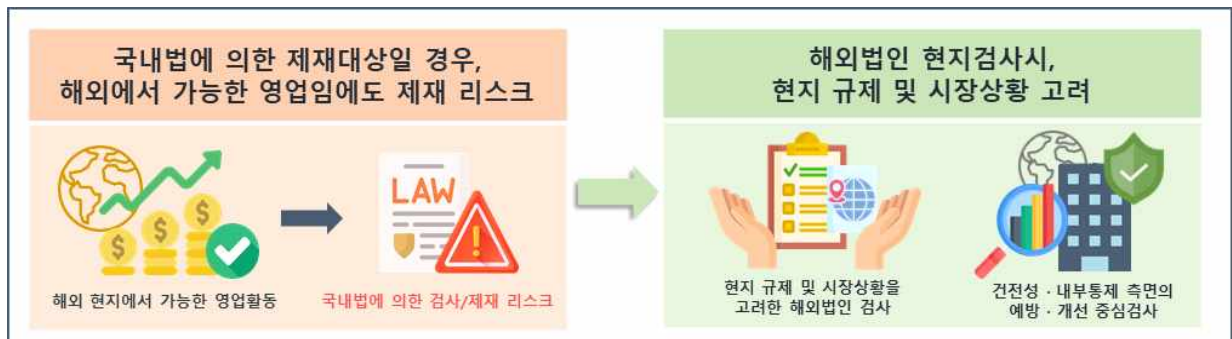 국내법에 의한 제재대상일 경우,
해외에서 가능한 영업임에도 제재 리스크
LAW
해외 현지에서 가능한 영업활동
국내법에 의한 검사/제재 리스크
해외법인 현지검사시,
현지 규제 및 시장상황 고려
현지 규제 및 시장상황을
고려한 해외법인 검사
건전성·내부통제 측면의
예방·개선 중심검사